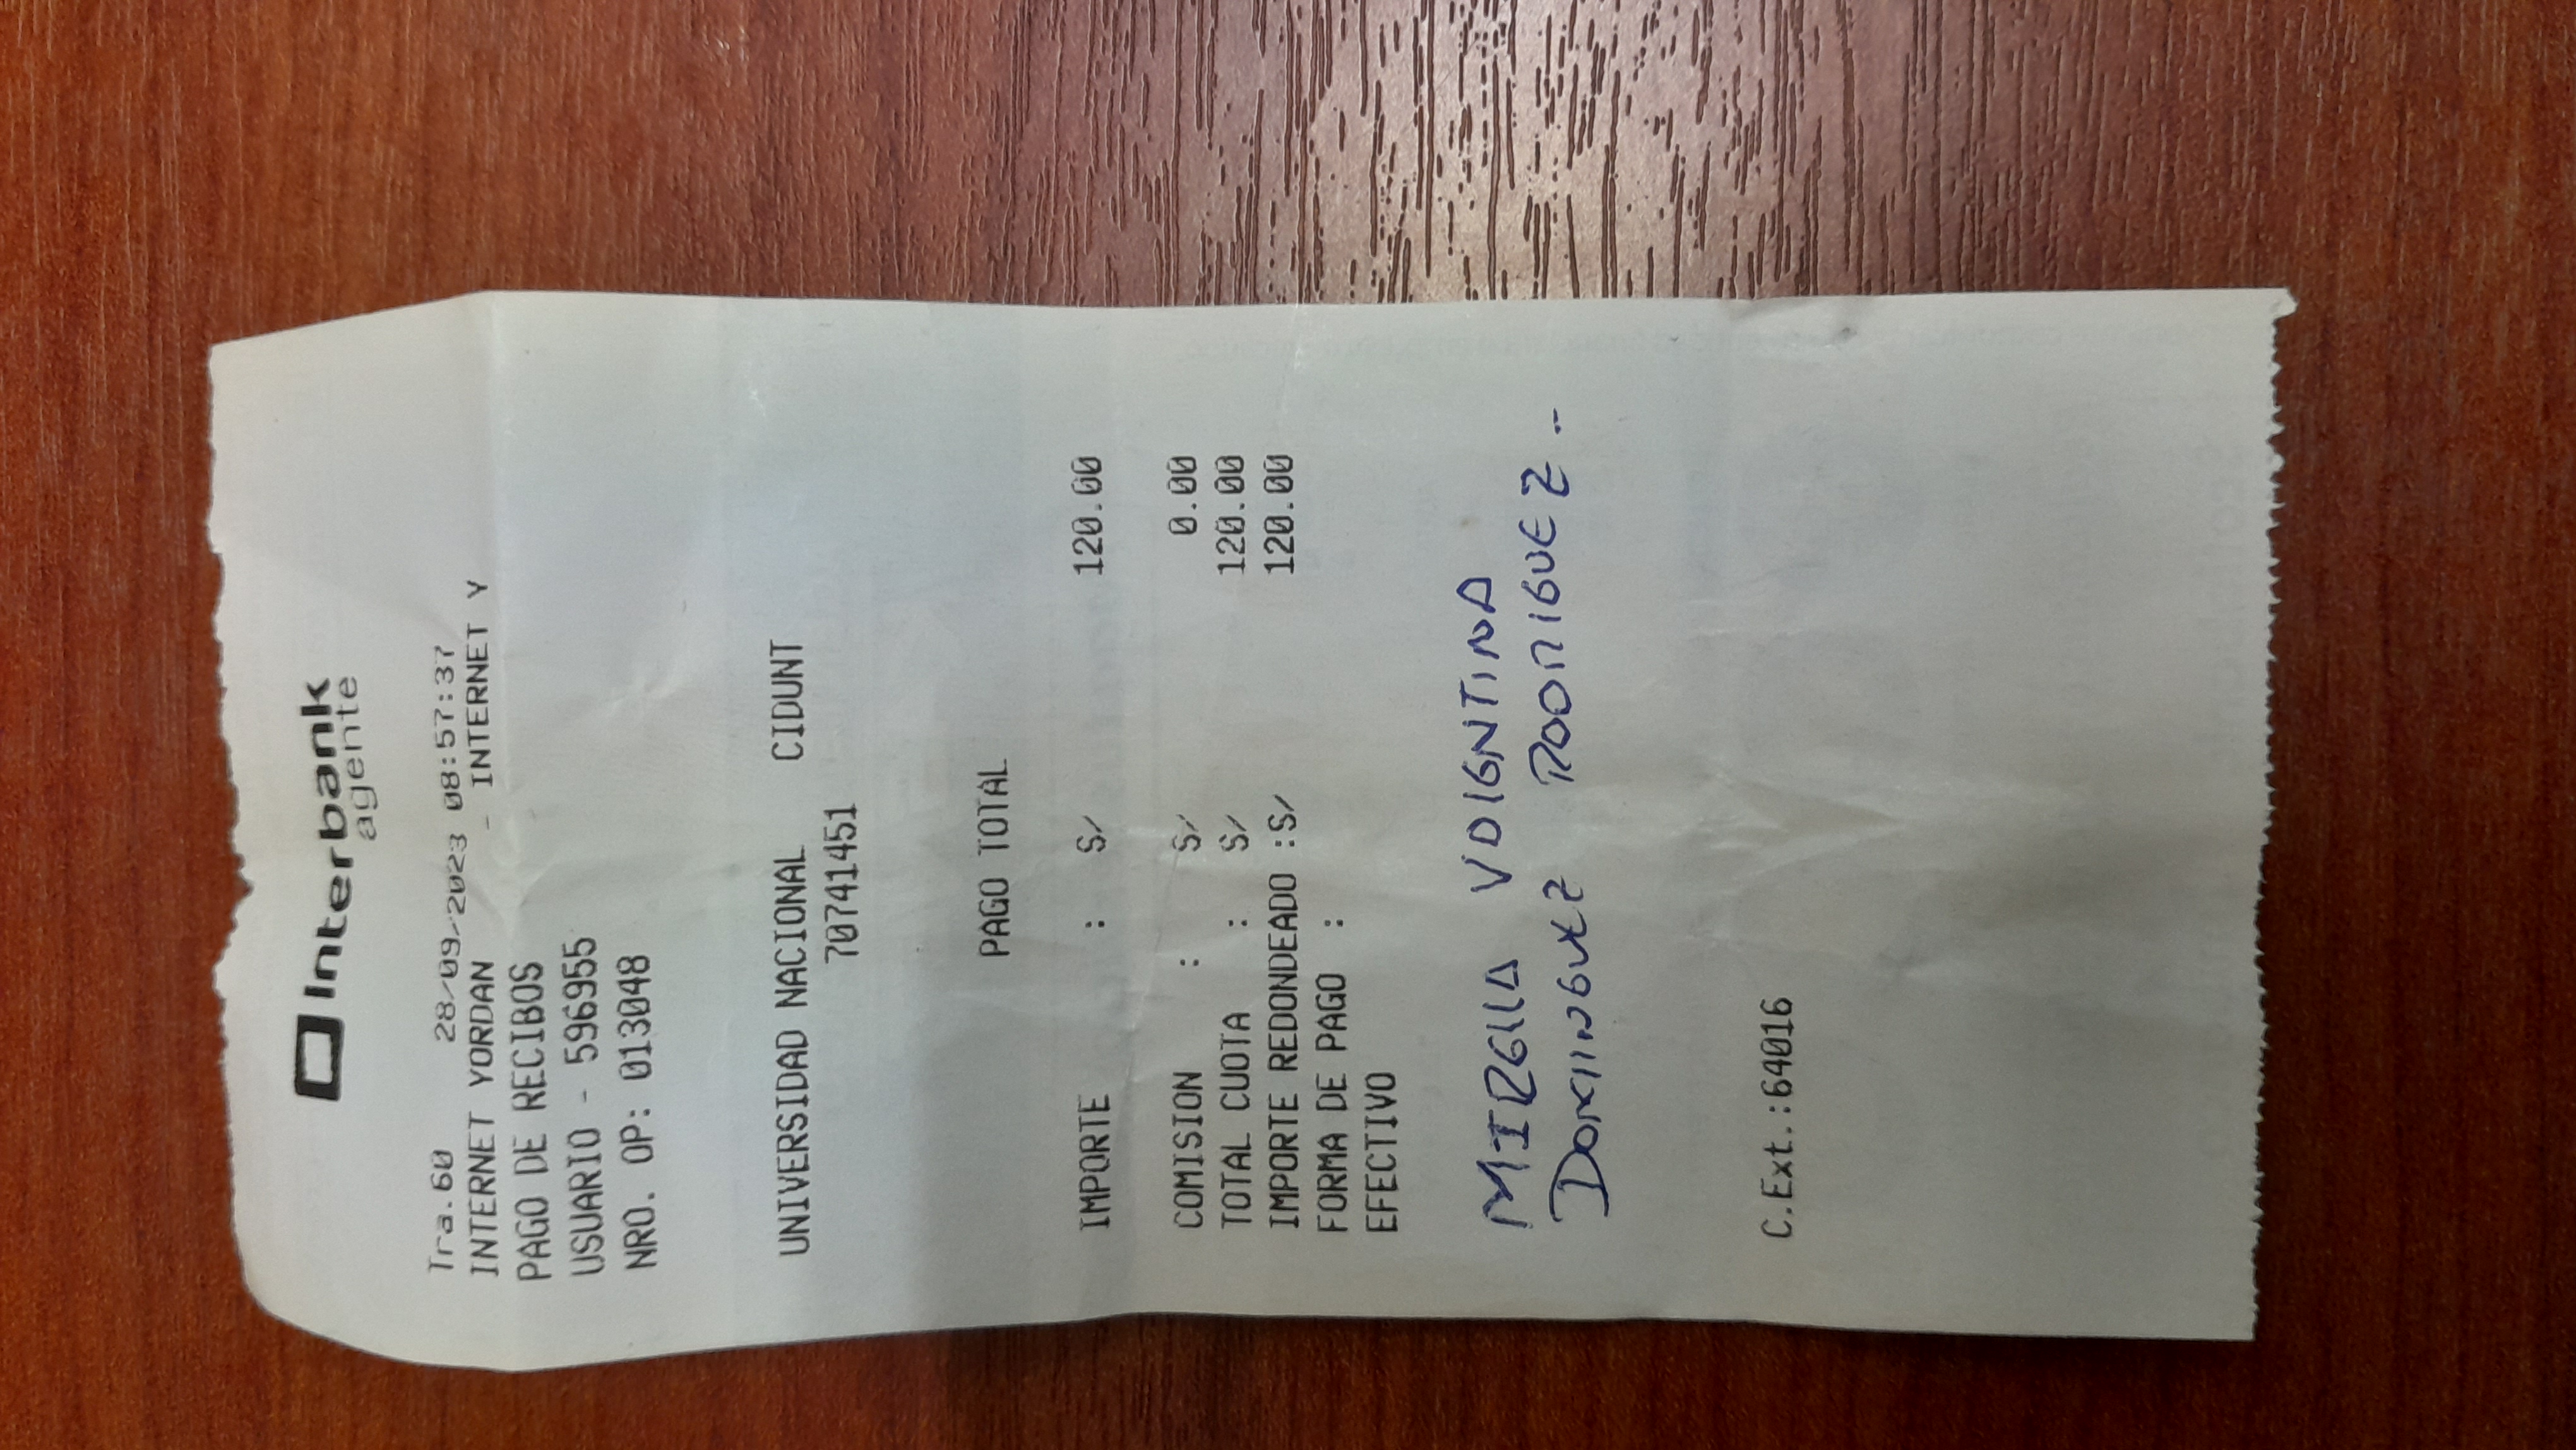 Interbank
agente
Tra.60 28/09/2023 08:57:37
INTERNET YORDAN - INTERNET Y
PAGO DE RECIBOS
USUARIO - 596955
NRO. OP: 013048
UNIVERSIDAD NACIONAL CIDUNT
70741451
PAGO TOTAL
IMPORTE : S/ 120.00
COMISION : S/ 0.00
TOTAL CUOTA : S/ 120.00
IMPORTE REDONDEADO :S/ 120.00
FORMA DE PAGO :
EFECTIVO
DOMINGUEZ RODRIGUEZ
C.Ext.:64016